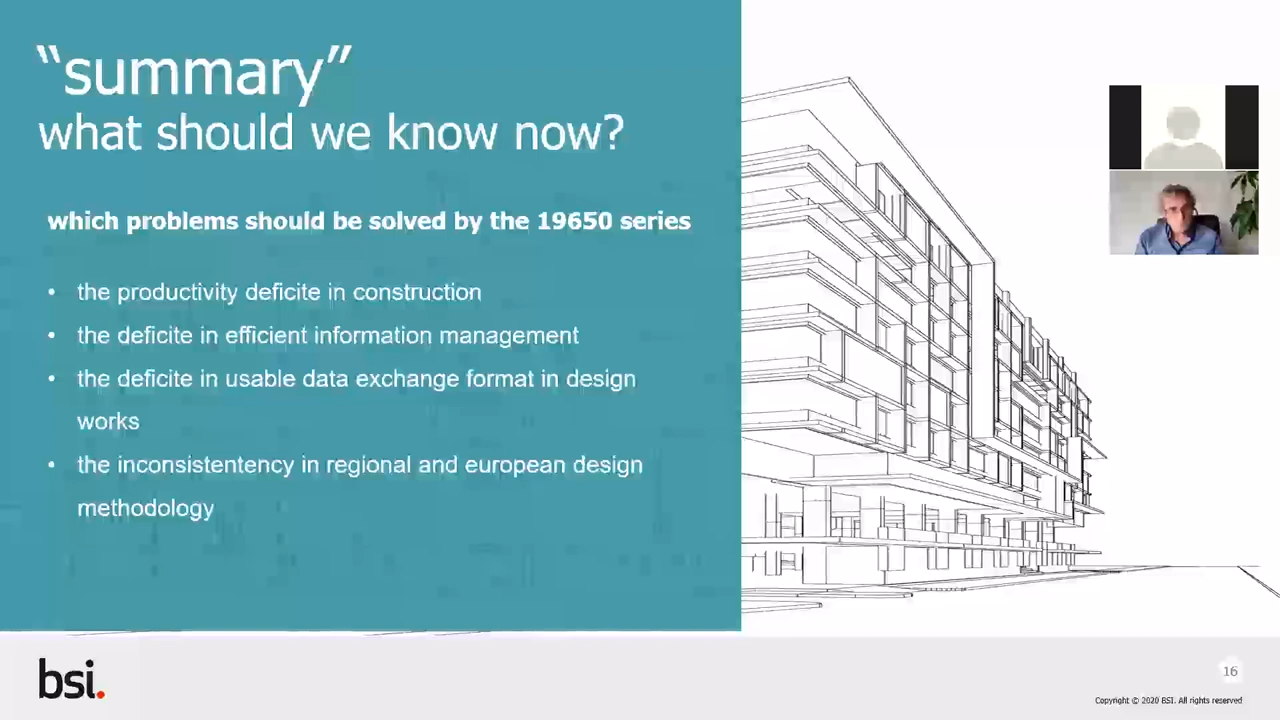 “summary”
what should we know now?
which problems should be solved by the 19650 series
• the productivity deficite in construction
• the deficite in efficient information management
• the deficite in usable data exchange format in design
works
• the inconsistentency in regional and european design
methodology
bsi.
16
Copyright © 2020 BSI. All rights reserved